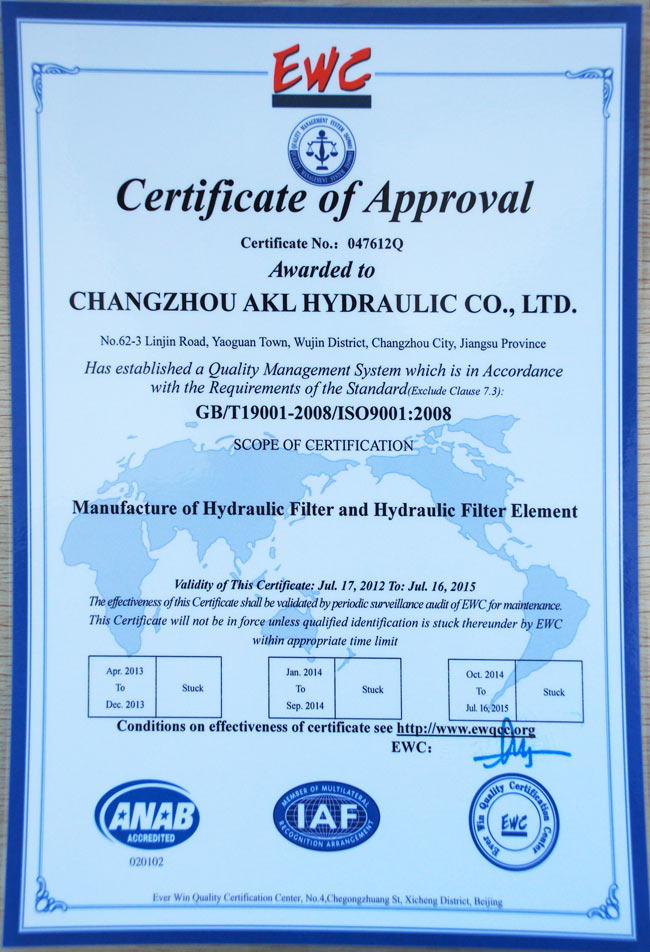 EWC
QUALITY MANAGEMENT SYSTEM
Certificate of Approval
Certificate No.: 047612Q
Awarded to
CHANGZHOU AKL HYDRAULIC CO., LTD.
No.62-3 Linjin Road, Yaoguan Town, Wujin District, Changzhou City, Jiangsu Province
Has established a Quality Management System which is in Accordance
with the Requirements of the Standard(Exclude Clause 7.3):
GB/T19001-2008/ISO9001:2008
SCOPE OF CERTIFICATION
Manufacture of Hydraulic Filter and Hydraulic Filter Element
Validity of This Certificate: Jul. 17, 2012 To: Jul. 16, 2015
The effectiveness of this Certificate shall be validated by periodic surveillance audit of EWC for maintenance.
This Certificate will not be in force unless qualified identification is stuck thereunder by EWC
within appropriate time limit
Apr. 2013
To
Dec. 2013
Stuck
Jan. 2014
To
Sep. 2014
Stuck
Oct. 2014
To
Jul. 16, 2015
Stuck
Conditions on effectiveness of certificate see http://www.ewqcc.org
EWC:
ANAB
ACCREDITED
020102
MEMBER OF MULTILATERAL
IAF
RECOGNITION ARRANGEMENT
Ever Win Quality Certification Center
EWC
Ever Win Quality Certification Center, No.4,Chegongzhuang St, Xicheng District, Beijing